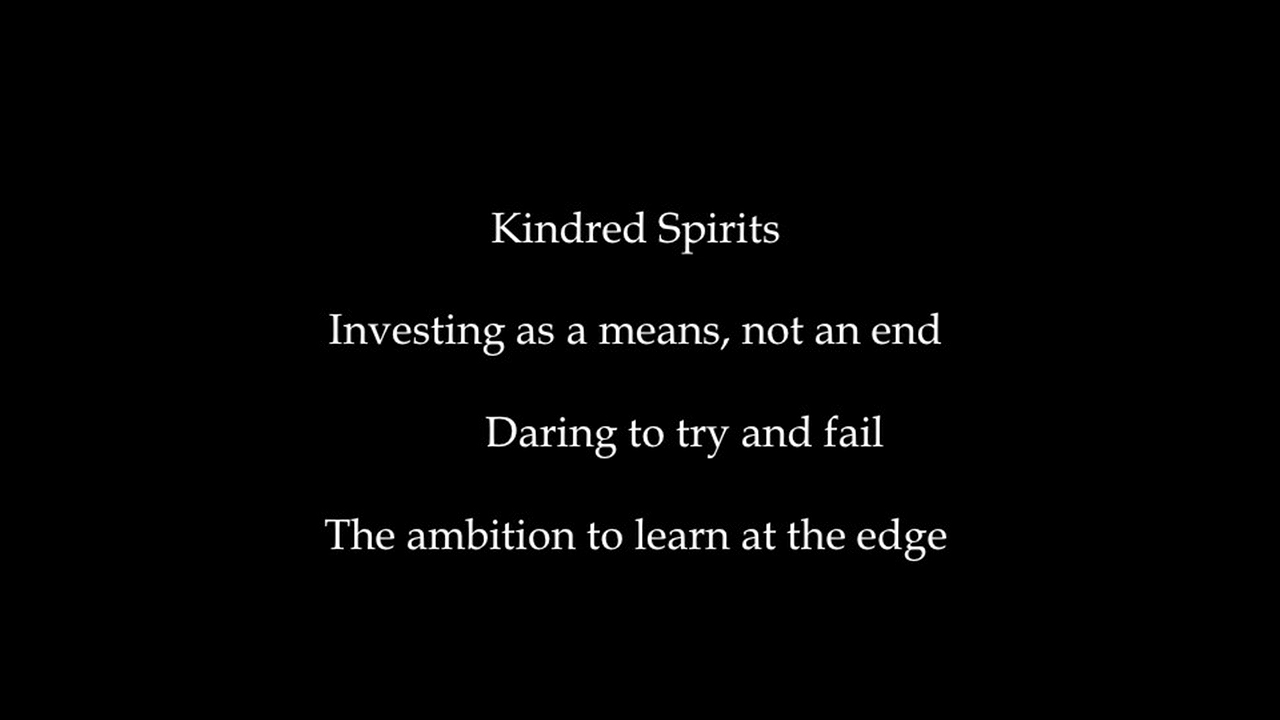 Kindred Spirits
Investing as a means, not an end
Daring to try and fail
The ambition to learn at the edge